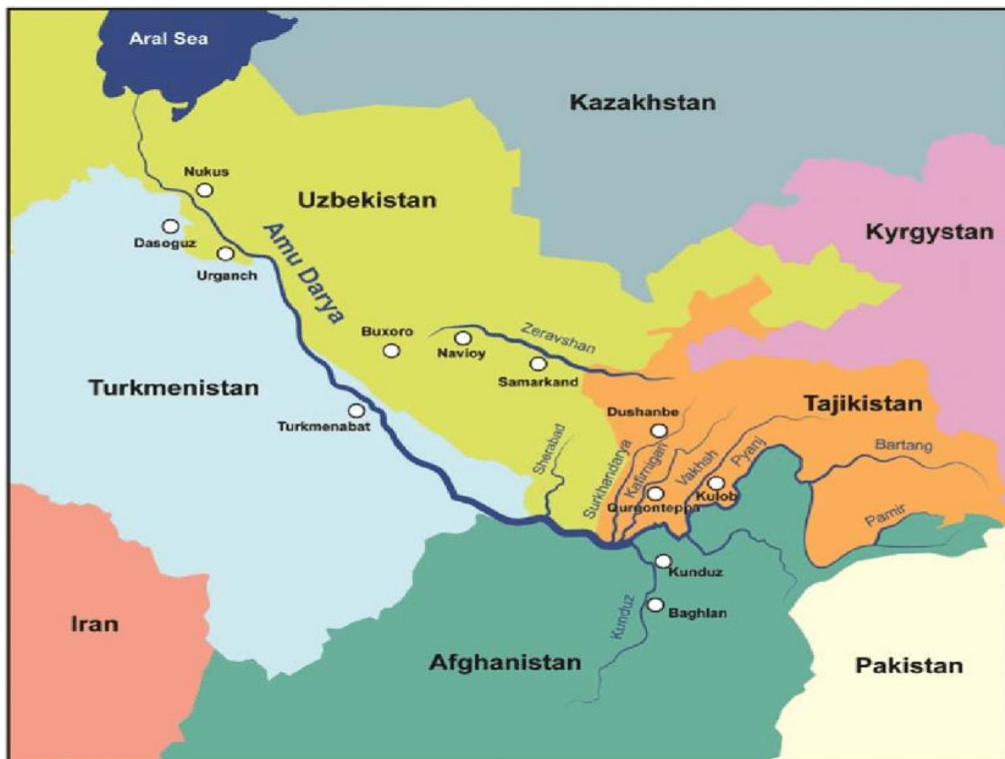 Aral Sea
Kazakhstan
Nukus
Uzbekistan
Kyrgystan
Dasoguz
Urganch
Amu Darya
Buxoro
Navioy
Zeravshan
Samarkand
Turkmenistan
Turkmenabat
Dushanbe
Tajikistan
Sherabad
Surkhandarya
Kafirnigan
Vakhsh
Pyanj
Bartang
Qurgonteppa
Kulob
Pamir
Kunduz
Baghlan
Kunduz
Iran
Afghanistan
Pakistan